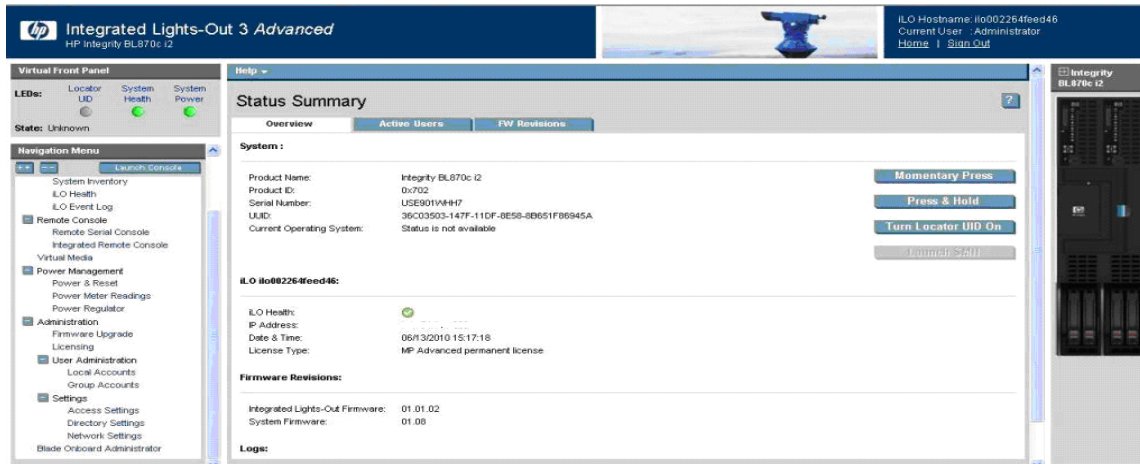 hp
Integrated Lights-Out 3 Advanced
HP Integrity BL870c i2
iLO Hostname:ilo002264feed46
Current User : Administrator
Home | Sign Out
Virtual Front Panel
LEDs:
Locator UID
System Health
System Power
State: Unknown
Navigation Menu
Launch Console
System Inventory
iLO Health
iLO Event Log
Remote Console
Remote Serial Console
Integrated Remote Console
Virtual Media
Power Management
Power & Reset
Power Meter Readings
Power Regulator
Administration
Firmware Upgrade
Licensing
User Administration
Local Accounts
Group Accounts
Settings
Access Settings
Directory Settings
Network Settings
Blade Onboard Administrator
Help
Status Summary
?
Overview
Active Users
FW Revisions
System :
Product Name: Integrity BL870c i2
Product ID: 0x702
Serial Number: USE901WHH7
UUID: 36C03503-147F-11DF-8E58-8B651F86945A
Current Operating System: Status is not available
Momentary Press
Press & Hold
Turn Locator UID On
iLO ilo002264feed46:
iLO Health:
IP Address:
Date & Time: 06/13/2010 15:17:18
License Type: MP Advanced permanent license
Firmware Revisions:
Integrated Lights-Out Firmware: 01.01.02
System Firmware: 01.08
Logs:
Integrity
BL870c i2